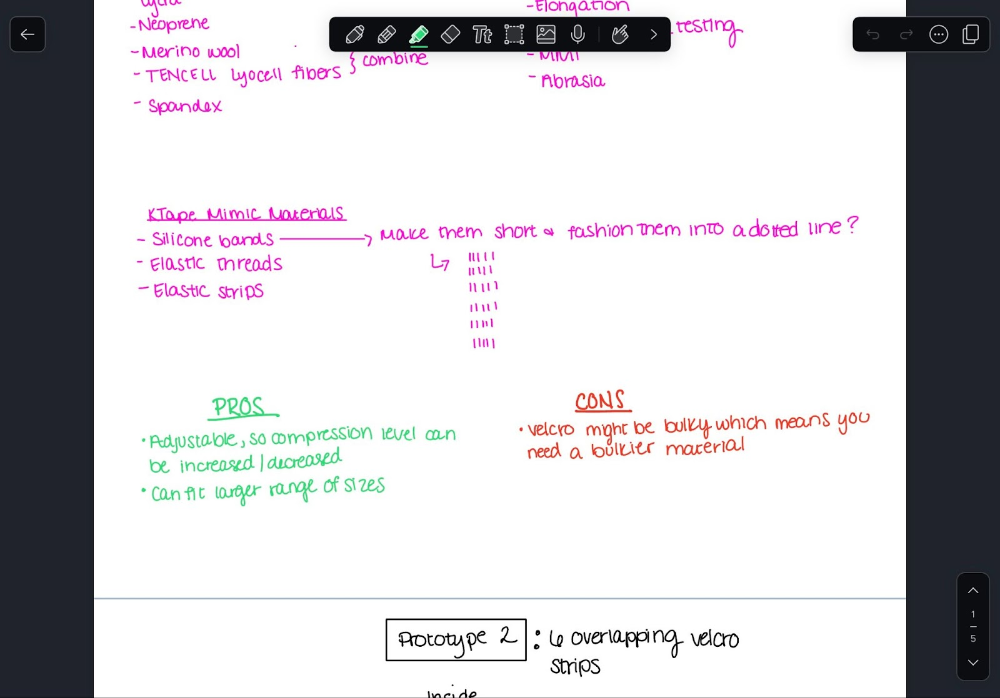 Lycra
-Neoprene
-Merino wool
- TENCELL Lyocell fibers } combine
- Spandex
-Elongation
testing
- MMT
- Abrasia
Tt
KTape Mimic Materials
- Silicone bands → Make them short & fashion them into a dotted line?
- Elastic threads
- Elastic strips
PROS
• Adjustable, so compression level can
be increased/decreased
• Can fit larger range of sizes
CONS
• velcro might be bulky which means you
need a bulkier material
Prototype 2 : 6 overlapping velcro
strips
Inside
1
5